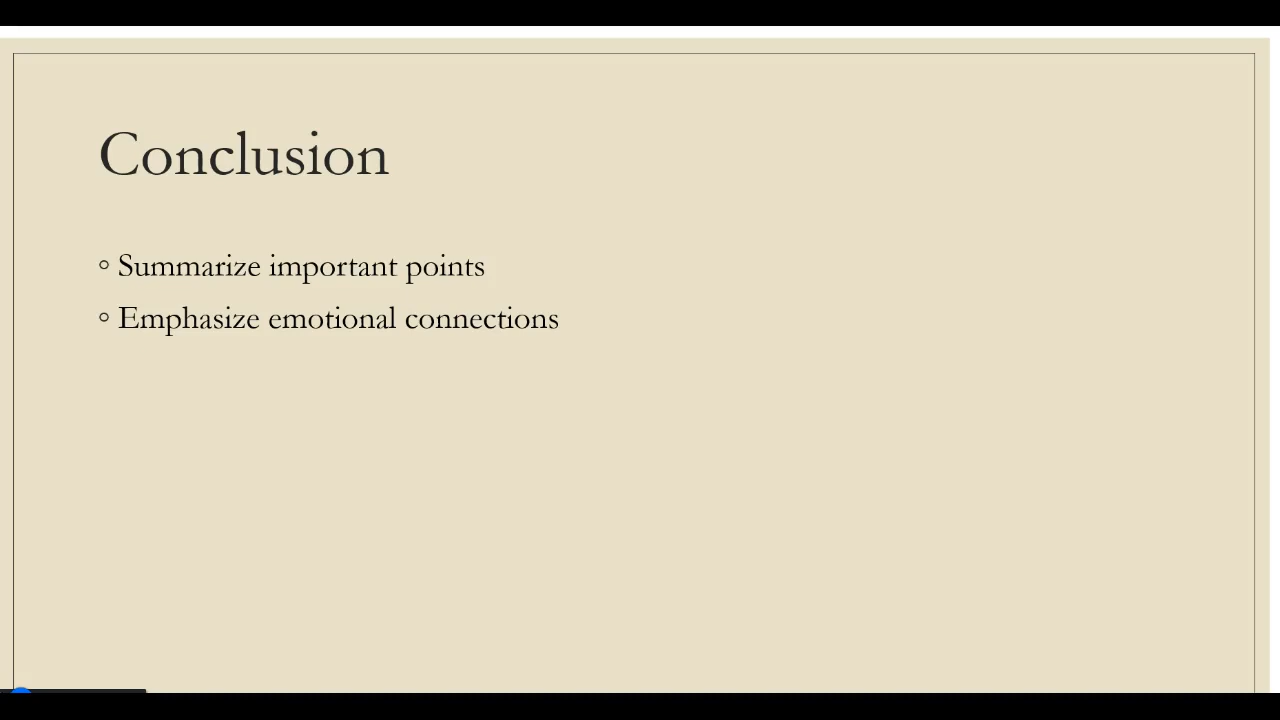 Conclusion
◦ Summarize important points
◦ Emphasize emotional connections